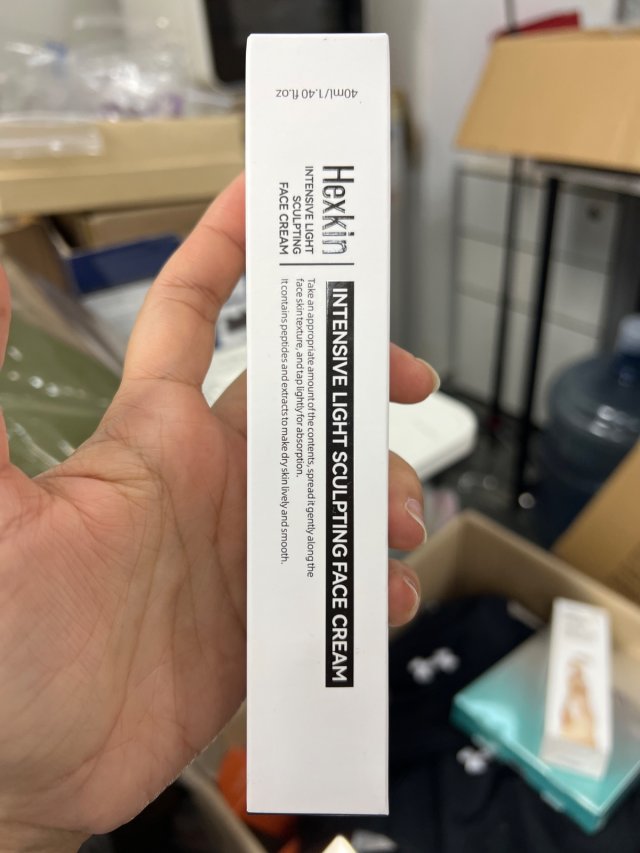 40ml/1.40 fl.oz
Hexkin
INTENSIVE LIGHT
SCULPTING
FACE CREAM
INTENSIVE LIGHT SCULPTING FACE CREAM
Take an appropriate amount of the contents, spread it gently along the
face skin texture, and tap lightly for absorption.
It contains peptides and extracts to make dry skin lively and smooth.